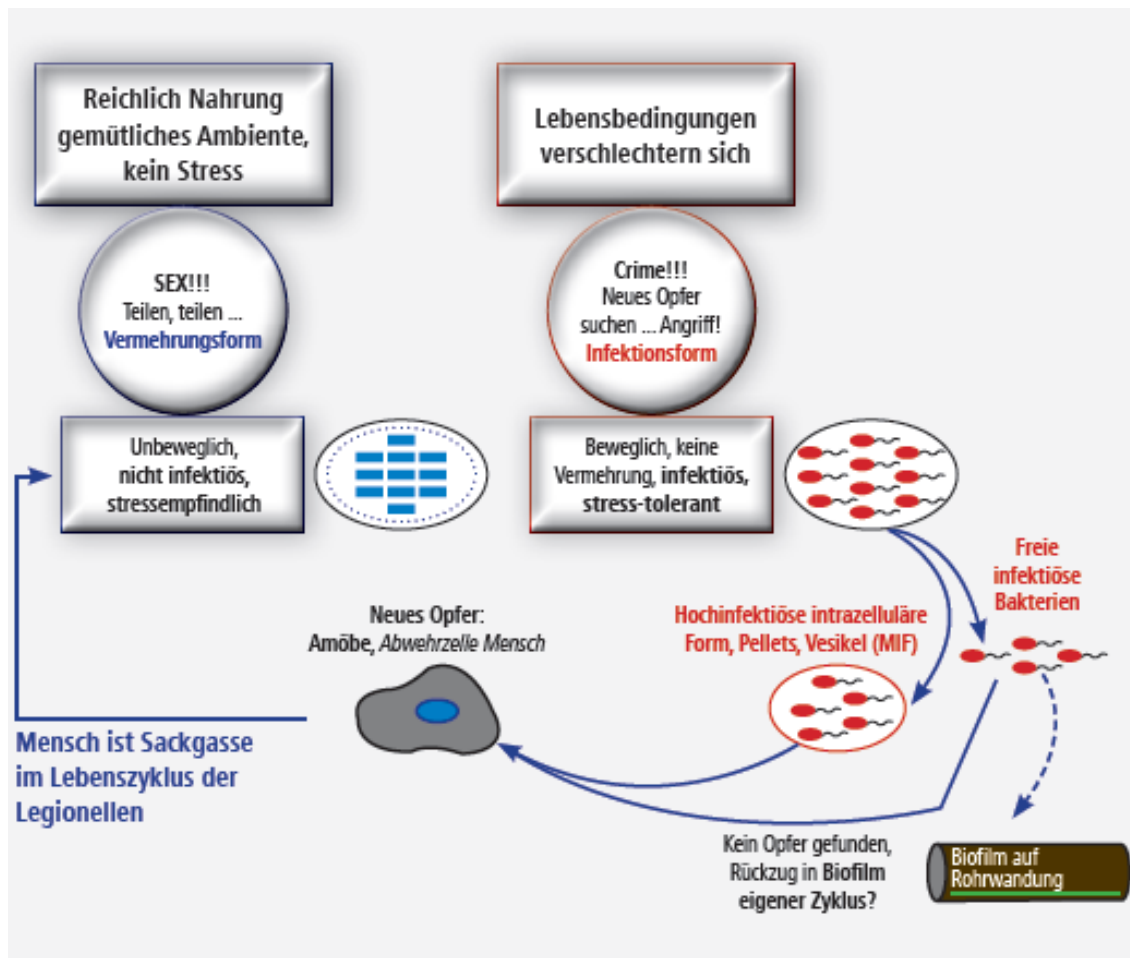 Reichlich Nahrung
gemütliches Ambiente,
kein Stress
SEX!!!
Teilen, teilen ...
Vermehrungsform
Unbeweglich,
nicht infektiös,
stressempfindlich
Lebensbedingungen
verschlechtern sich
Crime!!!
Neues Opfer
suchen ... Angriff!
Infektionsform
Beweglich, keine
Vermehrung, infektiös,
stress-tolerant
Freie
infektiöse
Bakterien
Hochinfektiöse intrazelluläre
Form, Pellets, Vesikel (MIF)
Neues Opfer:
Amöbe, Abwehrzelle Mensch
Mensch ist Sackgasse
im Lebenszyklus der
Legionellen
Kein Opfer gefunden,
Rückzug in Biofilm
eigener Zyklus?
Biofilm auf
Rohrwandung